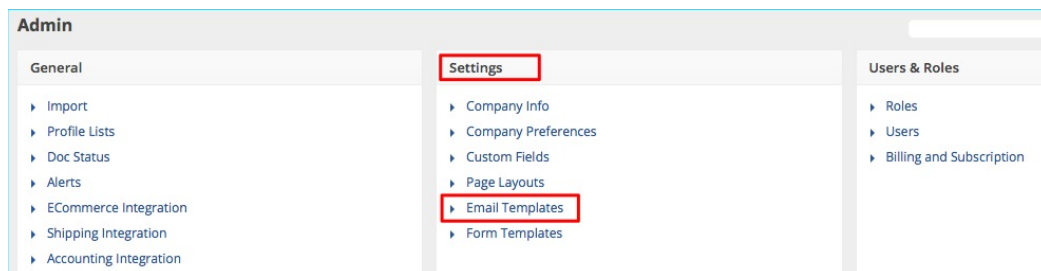 Admin
General
Import
Profile Lists
Doc Status
Alerts
ECommerce Integration
Shipping Integration
Accounting Integration
Settings
Company Info
Company Preferences
Custom Fields
Page Layouts
Email Templates
Form Templates
Users & Roles
Roles
Users
Billing and Subscription